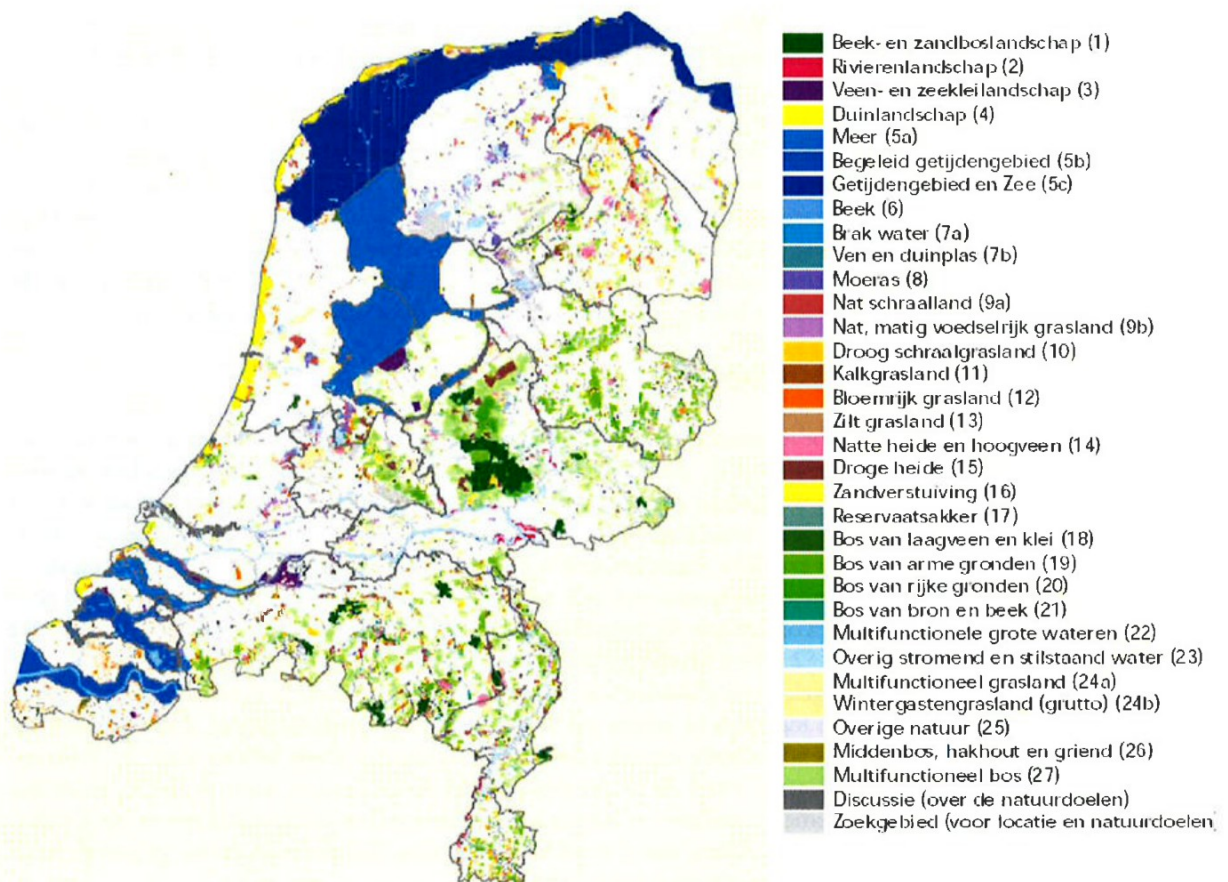 Beek- en zandboslandschap (1)
Rivierenlandschap (2)
Veen- en zeekleilandschap (3)
Duinlandschap (4)
Meer (5a)
Begeleid getijdengebied (5b)
Getijdengebied en Zee (5c)
Beek (6)
Brak water (7a)
Ven en duinplas (7b)
Moeras (8)
Nat schraalland (9a)
Nat, matig voedselrijk grasland (9b)
Droog schraalgrasland (10)
Kalkgrasland (11)
Bloemrijk grasland (12)
Zilt grasland (13)
Natte heide en hoogveen (14)
Droge heide (15)
Zandverstuiving (16)
Reservaatsakker (17)
Bos van laagveen en klei (18)
Bos van arme gronden (19)
Bos van rijke gronden (20)
Bos van bron en beek (21)
Multifunctionele grote wateren (22)
Overig stromend en stilstaand water (23)
Multifunctioneel grasland (24a)
Wintergastengrasland (grutto) (24b)
Overige natuur (25)
Middenbos, hakhout en griend (26)
Multifunctioneel bos (27)
Discussie (over de natuurdoelen)
Zoekgebied (voor locatie en natuurdoelen